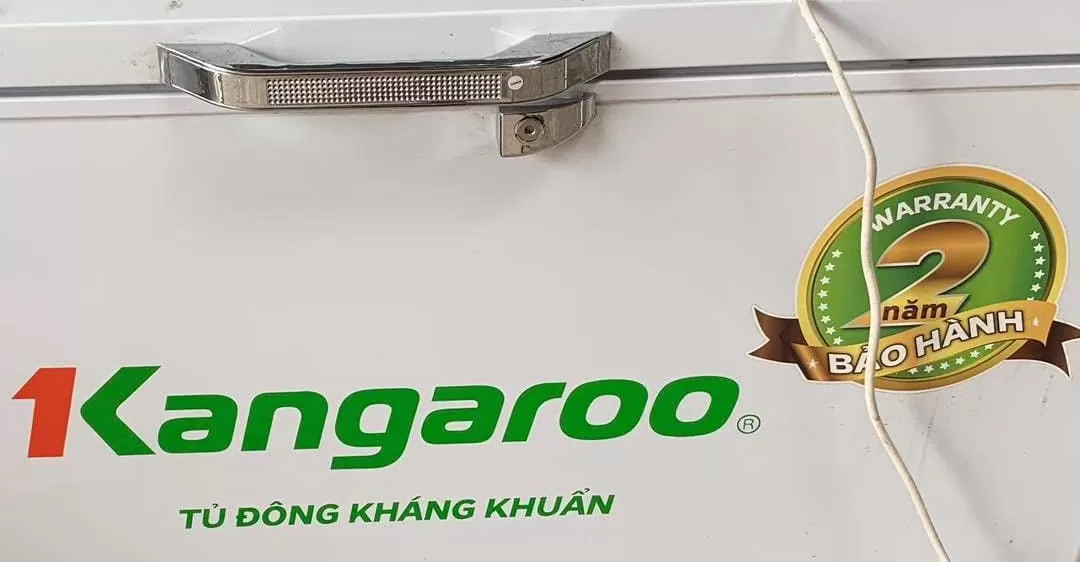 WARRANTY
2
năm
BẢO HÀNH
Kangaroo®
TỦ ĐÔNG KHÁNG KHUẨN